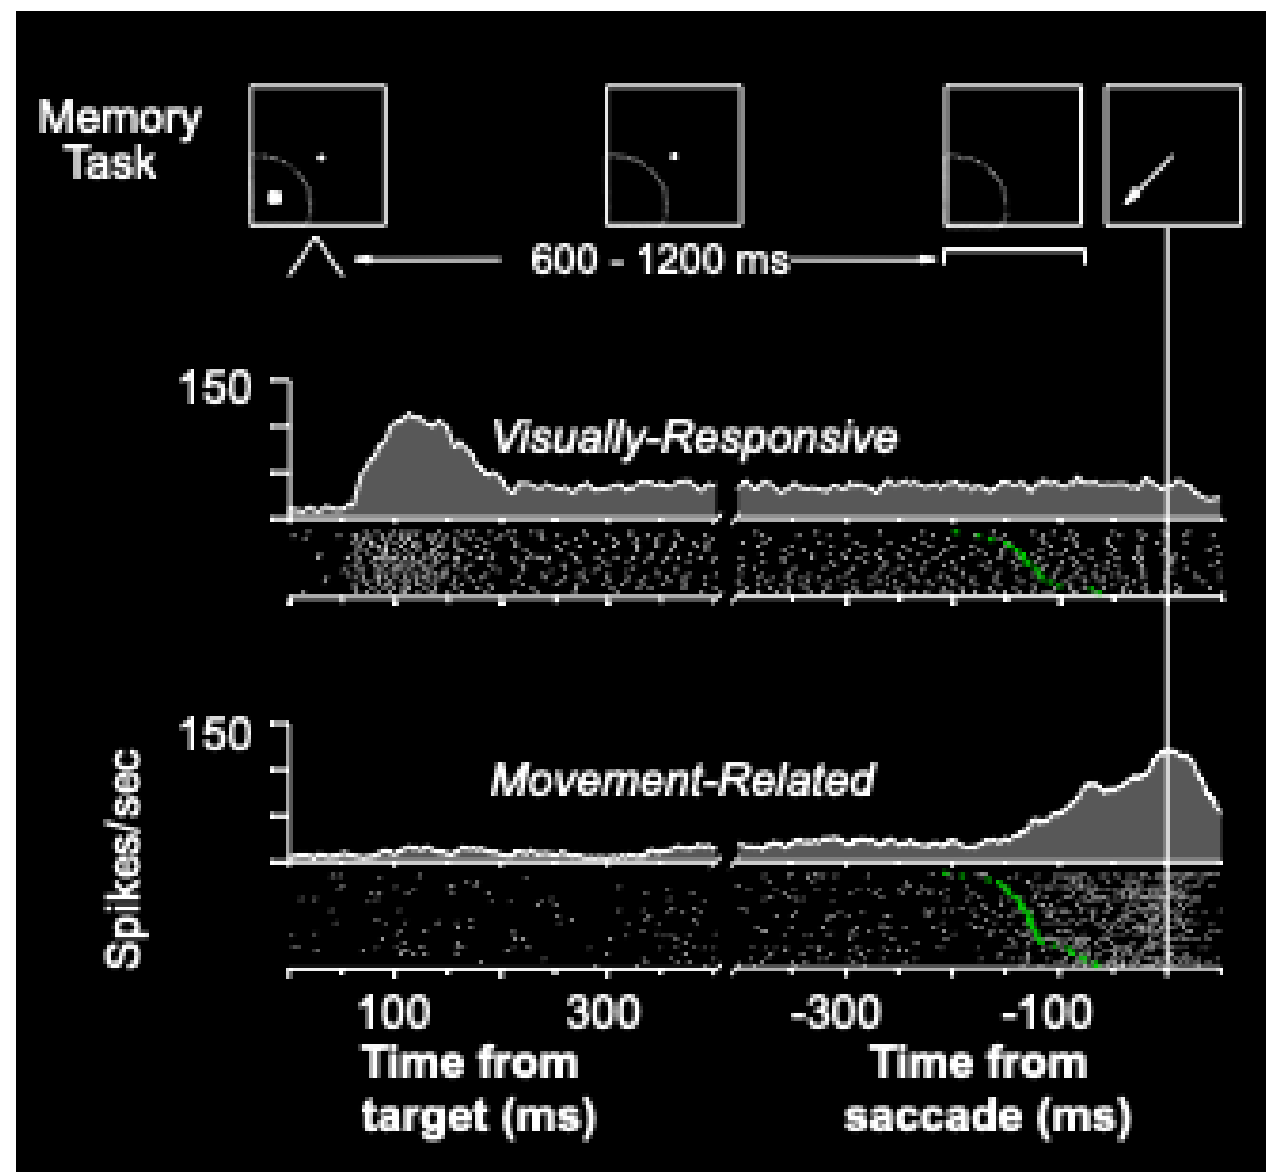 Memory
Task
600 - 1200 ms
150
Visually-Responsive
150
Movement-Related
Spikes/sec
100 300 -300 -100
Time from
target (ms)
Time from
saccade (ms)